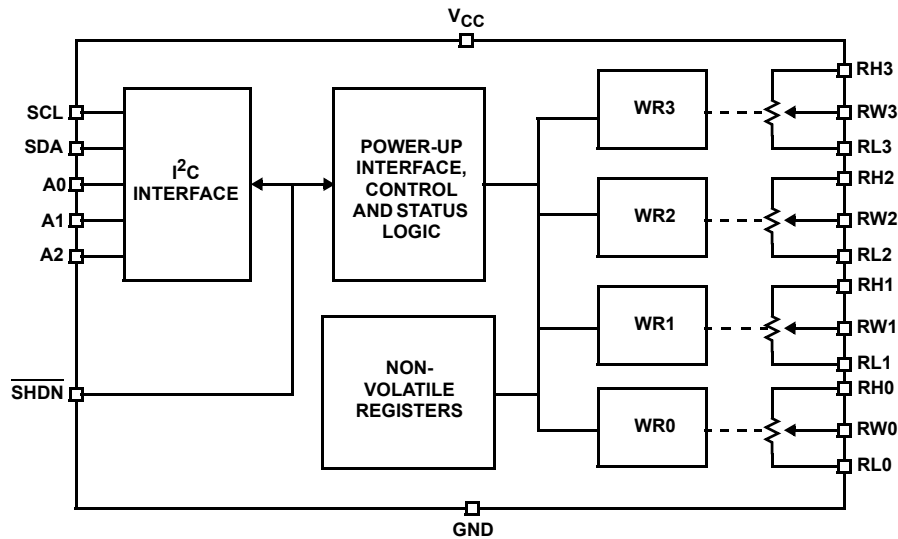 VCC
SCL
SDA
A0
A1
A2
SHDN
I2C
INTERFACE
POWER-UP
INTERFACE,
CONTROL
AND STATUS
LOGIC
NON-
VOLATILE
REGISTERS
WR3
WR2
WR1
WR0
RH3
RW3
RL3
RH2
RW2
RL2
RH1
RW1
RL1
RH0
RW0
RL0
GND